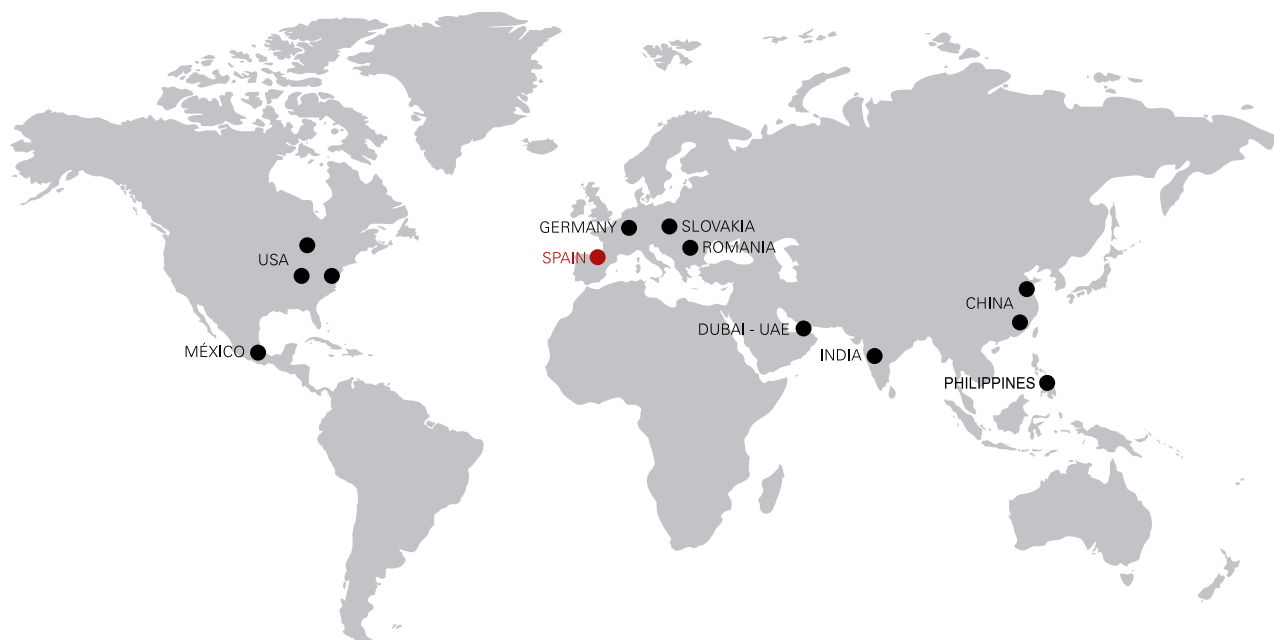 GERMANY
SLOVAKIA
ROMANIA
SPAIN
USA
CHINA
DUBAI - UAE
MÉXICO
INDIA
PHILIPPINES